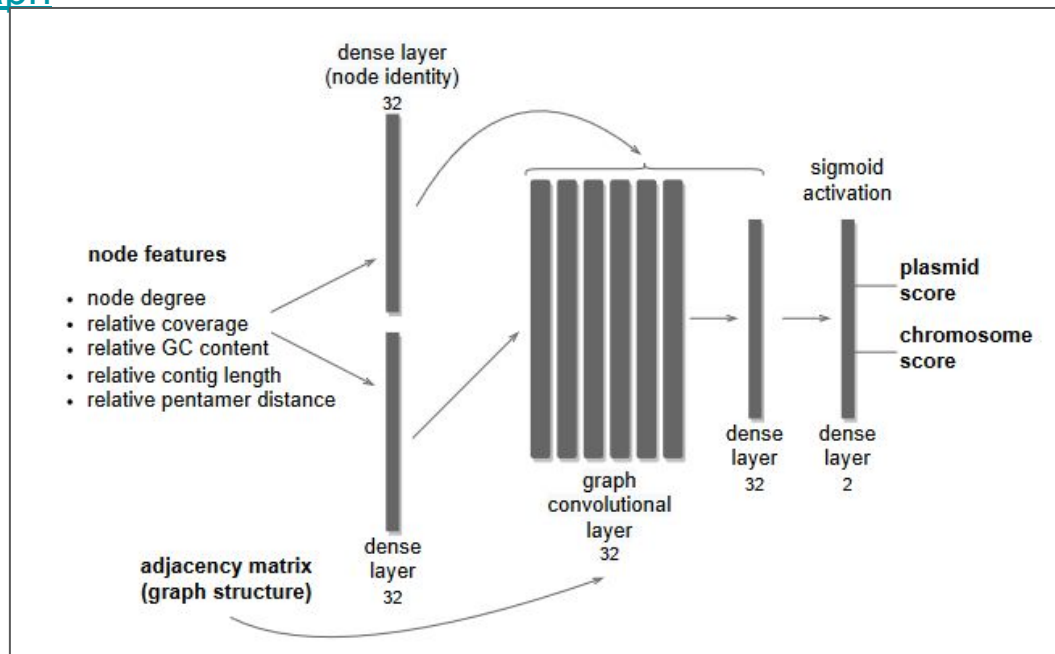 dense layer
(node identity)
32
sigmoid
activation
node features
• node degree
• relative coverage
• relative GC content
• relative contig length
• relative pentamer distance
plasmid
score
chromosome
score
dense
layer
32
dense
layer
2
graph
convolutional
layer
32
dense
layer
32
adjacency matrix
(graph structure)